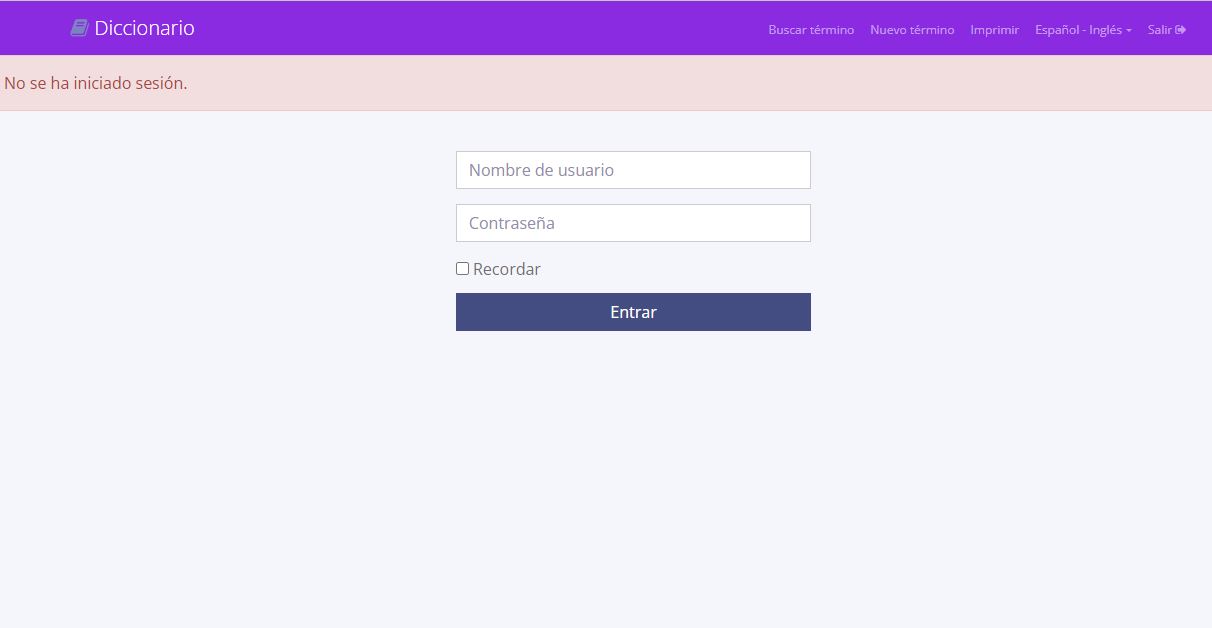 Diccionario
Buscar término Nuevo término Imprimir Español - Inglés Salir
No se ha iniciado sesión.
Nombre de usuario
Contraseña
Recordar
Entrar